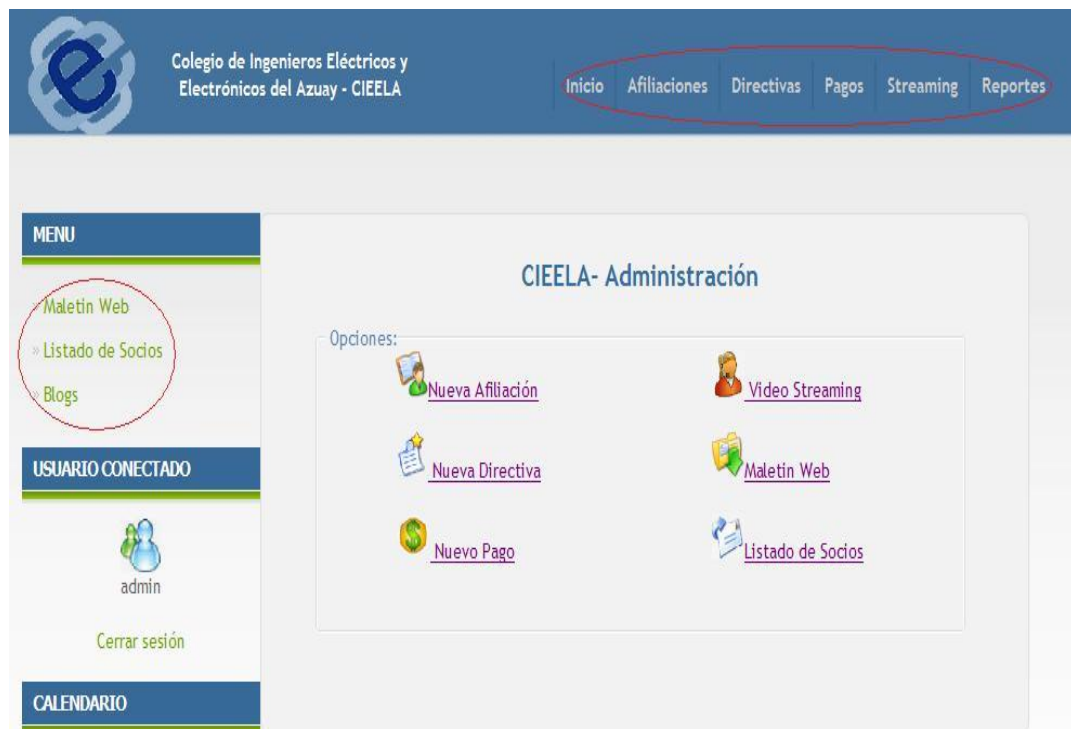 Colegio de Ingenieros Eléctricos y
Electrónicos del Azuay - CIEELA
Inicio Afiliaciones Directivas Pagos Streaming Reportes
MENU
» Maletin Web
» Listado de Socios
» Blogs
USUARIO CONECTADO
admin
Cerrar sesión
CALENDARIO
CIEELA- Administración
Opciones:
Nueva Afiliación Video Streaming
Nueva Directiva Maletin Web
Nuevo Pago Listado de Socios